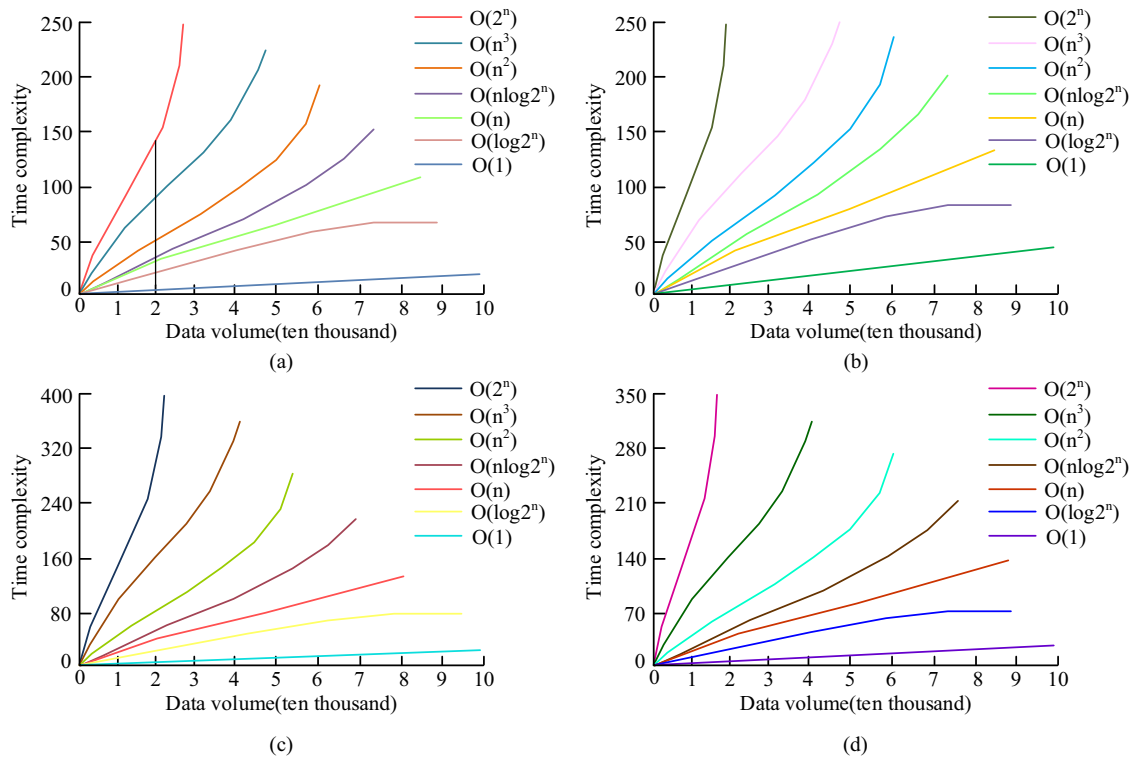 250
200
150
100
50
0
Time complexity
0 1 2 3 4 5 6 7 8 9 10
Data volume(ten thousand)
O(2ⁿ)
O(n³)
O(n²)
O(nlog2ⁿ)
O(n)
O(log2ⁿ)
O(1)
(a)
250
200
150
100
50
0
Time complexity
0 1 2 3 4 5 6 7 8 9 10
Data volume(ten thousand)
O(2ⁿ)
O(n³)
O(n²)
O(nlog2ⁿ)
O(n)
O(log2ⁿ)
O(1)
(b)
400
320
240
160
80
0
Time complexity
0 1 2 3 4 5 6 7 8 9 10
Data volume(ten thousand)
O(2ⁿ)
O(n³)
O(n²)
O(nlog2ⁿ)
O(n)
O(log2ⁿ)
O(1)
(c)
350
280
210
140
70
0
Time complexity
0 1 2 3 4 5 6 7 8 9 10
Data volume(ten thousand)
O(2ⁿ)
O(n³)
O(n²)
O(nlog2ⁿ)
O(n)
O(log2ⁿ)
O(1)
(d)